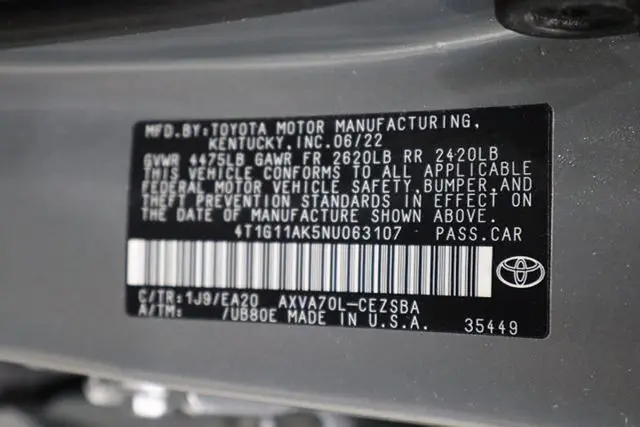 MFD.BY:TOYOTA MOTOR MANUFACTURING,
KENTUCKY,INC.06/22
GVWR 4475LB GAWR FR 2620LB RR 2420LB
THIS VEHICLE CONFORMS TO ALL APPLICABLE
FEDERAL MOTOR VEHICLE SAFETY,BUMPER,AND
THEFT PREVENTION STANDARDS IN EFFECT ON
THE DATE OF MANUFACTURE SHOWN ABOVE.
4T1G11AK5NU063107 PASS.CAR
C/TR:1J9/EA20 AXVA70L-CEZSBA
A/TM: /UB80E MADE IN U.S.A. 35449